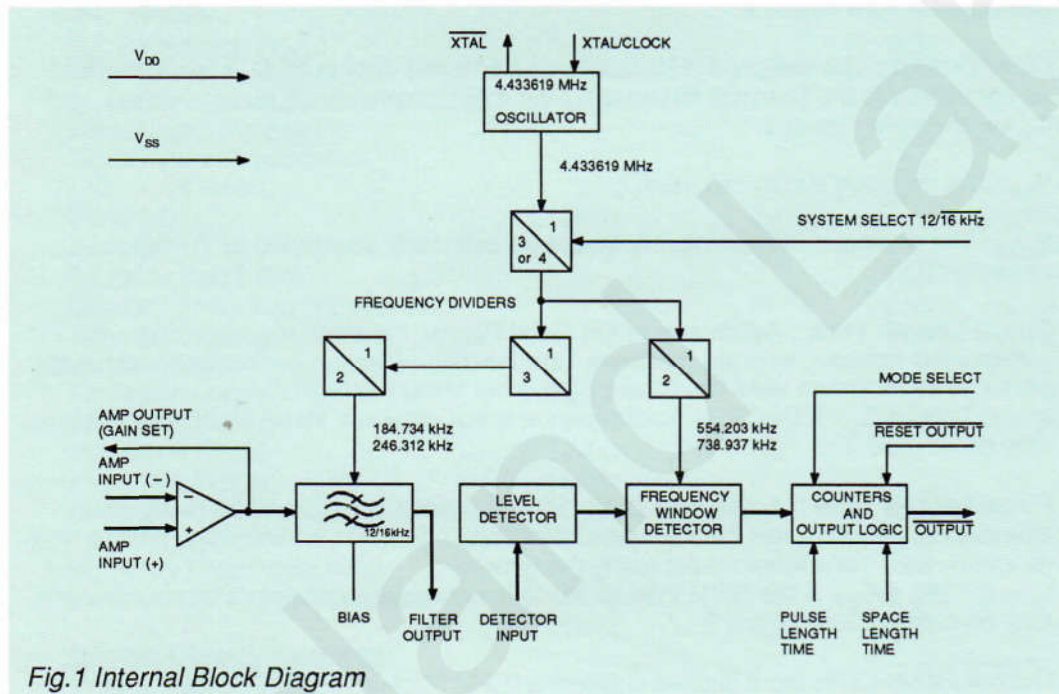 XTAL
XTAL/CLOCK
V_DD
4.433619 MHz
OSCILLATOR
V_SS
4.433619 MHz
SYSTEM SELECT 12/16 kHz
1
3
or 4
FREQUENCY DIVIDERS
1
2
1
3
1
2
MODE SELECT
AMP OUTPUT
(GAIN SET)
184.734 kHz
246.312 kHz
554.203 kHz
738.937 kHz
RESET OUTPUT
AMP
INPUT (−)
−
+
AMP
INPUT (+)
12/16kHz
LEVEL
DETECTOR
FREQUENCY
WINDOW
DETECTOR
COUNTERS
AND
OUTPUT LOGIC
OUTPUT
BIAS
FILTER
OUTPUT
DETECTOR
INPUT
PULSE
LENGTH
TIME
SPACE
LENGTH
TIME
Fig.1 Internal Block Diagram
land Lab